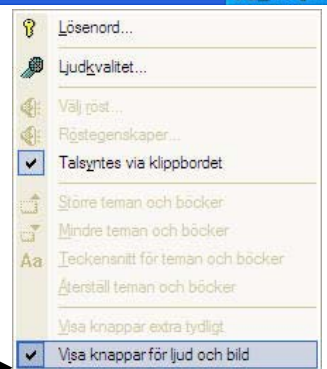 Lösenord...
Ljudkvalitet...
Välj röst...
Röstegenskaper...
Talsyntes via klippbordet
Större teman och böcker
Mindre teman och böcker
Aa Teckensnitt för teman och böcker
Återställ teman och böcker
Visa knappar extra tydligt
Visa knappar för ljud och bild